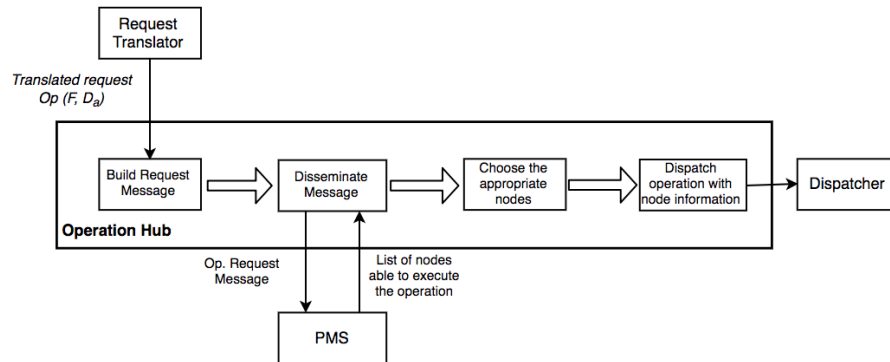 Request
Translator
Translated request
Op (F, Da)
Build Request
Message
Disseminate
Message
Choose the
appropriate
nodes
Dispatch
operation with
node information
Dispatcher
Operation Hub
Op. Request
Message
List of nodes
able to execute
the operation
PMS